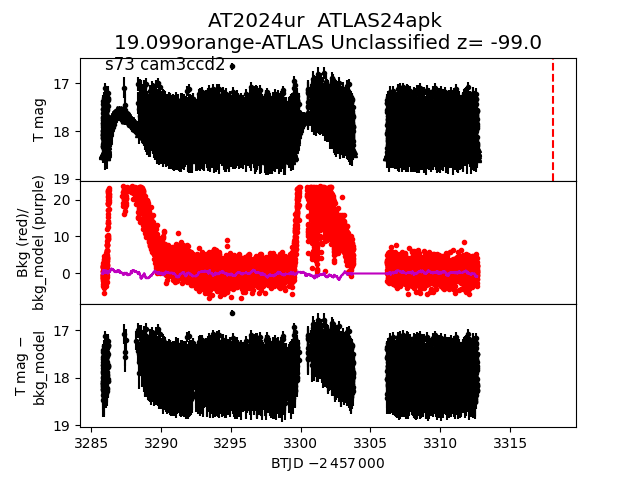 AT2024ur  ATLAS24apk
19.099orange-ATLAS Unclassified z= -99.0
s73 cam3ccd2
17
18
19
T mag
20
10
0
Bkg (red)/
bkg_model (purple)
17
18
19
T mag −
bkg_model
3285 3290 3295 3300 3305 3310 3315
BTJD −2 457 000